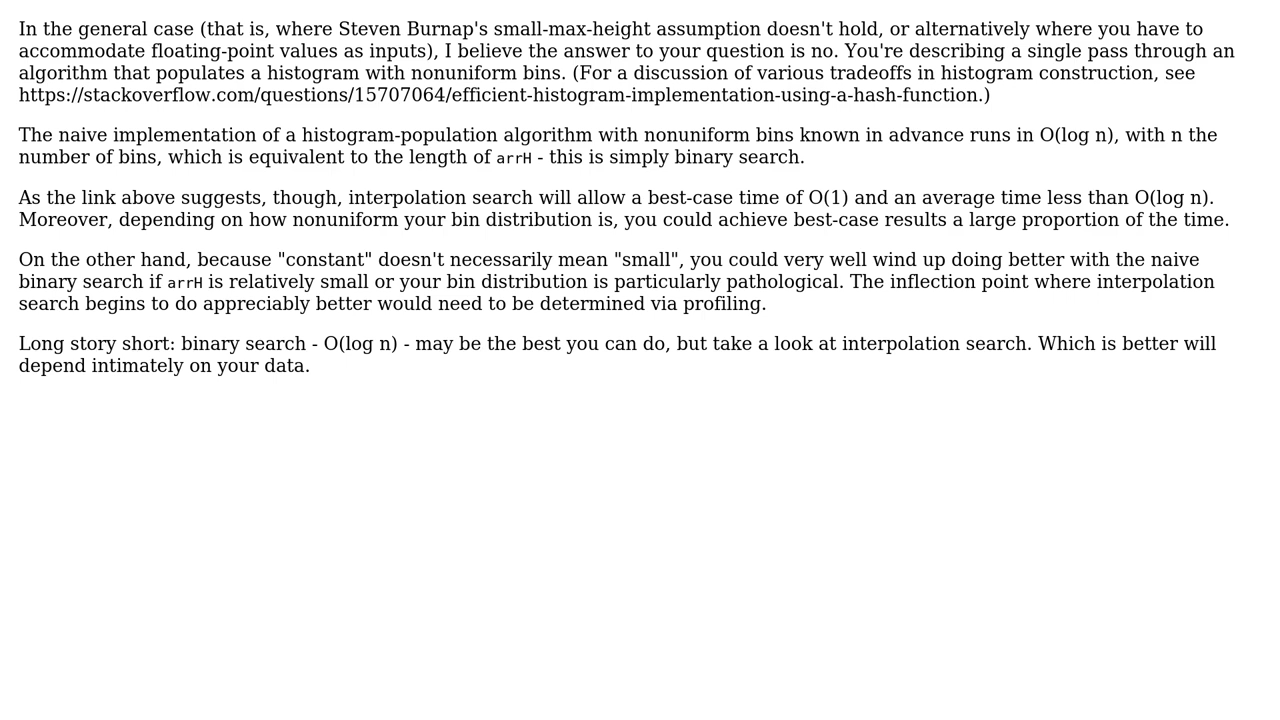 In the general case (that is, where Steven Burnap's small-max-height assumption doesn't hold, or alternatively where you have to
accommodate floating-point values as inputs), I believe the answer to your question is no. You're describing a single pass through an
algorithm that populates a histogram with nonuniform bins. (For a discussion of various tradeoffs in histogram construction, see
https://stackoverflow.com/questions/15707064/efficient-histogram-implementation-using-a-hash-function.)
The naive implementation of a histogram-population algorithm with nonuniform bins known in advance runs in O(log n), with n the
number of bins, which is equivalent to the length of arrH - this is simply binary search.
As the link above suggests, though, interpolation search will allow a best-case time of O(1) and an average time less than O(log n).
Moreover, depending on how nonuniform your bin distribution is, you could achieve best-case results a large proportion of the time.
On the other hand, because "constant" doesn't necessarily mean "small", you could very well wind up doing better with the naive
binary search if arrH is relatively small or your bin distribution is particularly pathological. The inflection point where interpolation
search begins to do appreciably better would need to be determined via profiling.
Long story short: binary search - O(log n) - may be the best you can do, but take a look at interpolation search. Which is better will
depend intimately on your data.